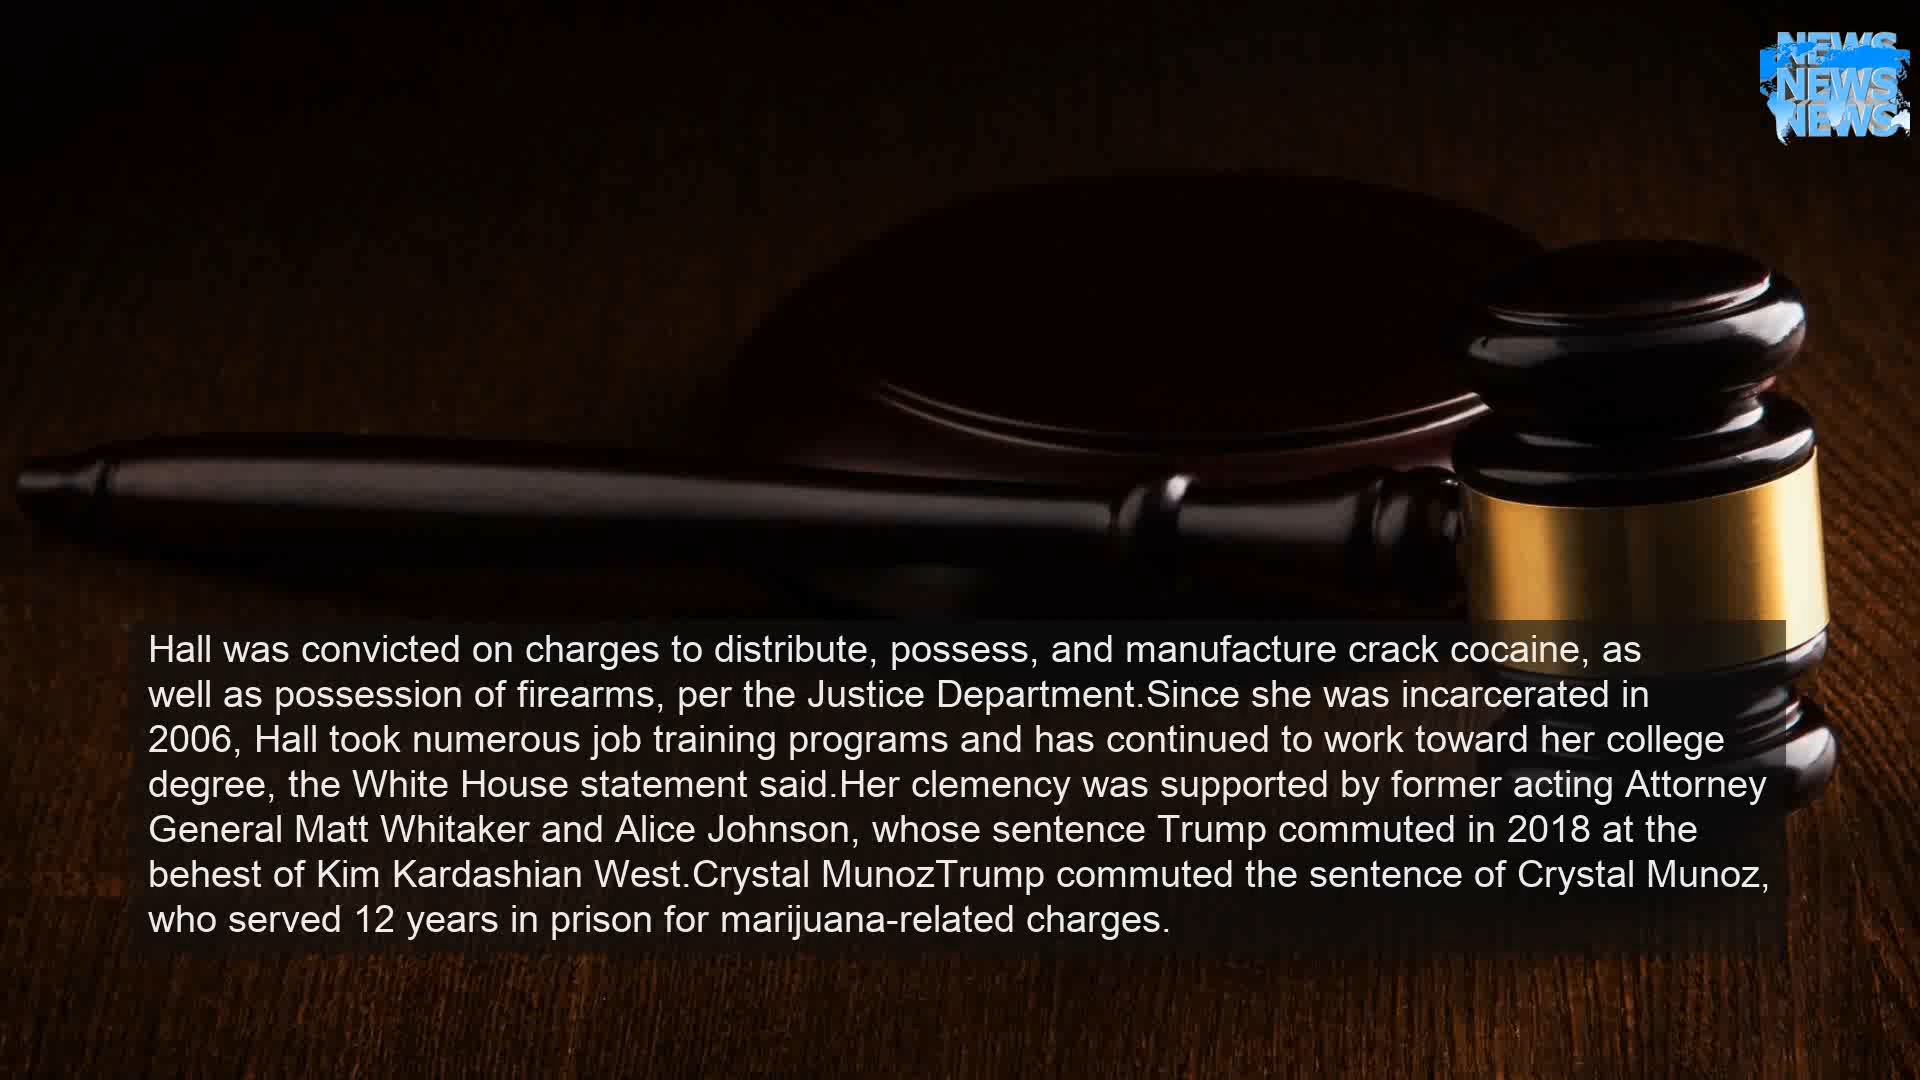 NEWS
NEWS
NEWS
Hall was convicted on charges to distribute, possess, and manufacture crack cocaine, as
well as possession of firearms, per the Justice Department.Since she was incarcerated in
2006, Hall took numerous job training programs and has continued to work toward her college
degree, the White House statement said.Her clemency was supported by former acting Attorney
General Matt Whitaker and Alice Johnson, whose sentence Trump commuted in 2018 at the
behest of Kim Kardashian West.Crystal MunozTrump commuted the sentence of Crystal Munoz,
who served 12 years in prison for marijuana-related charges.